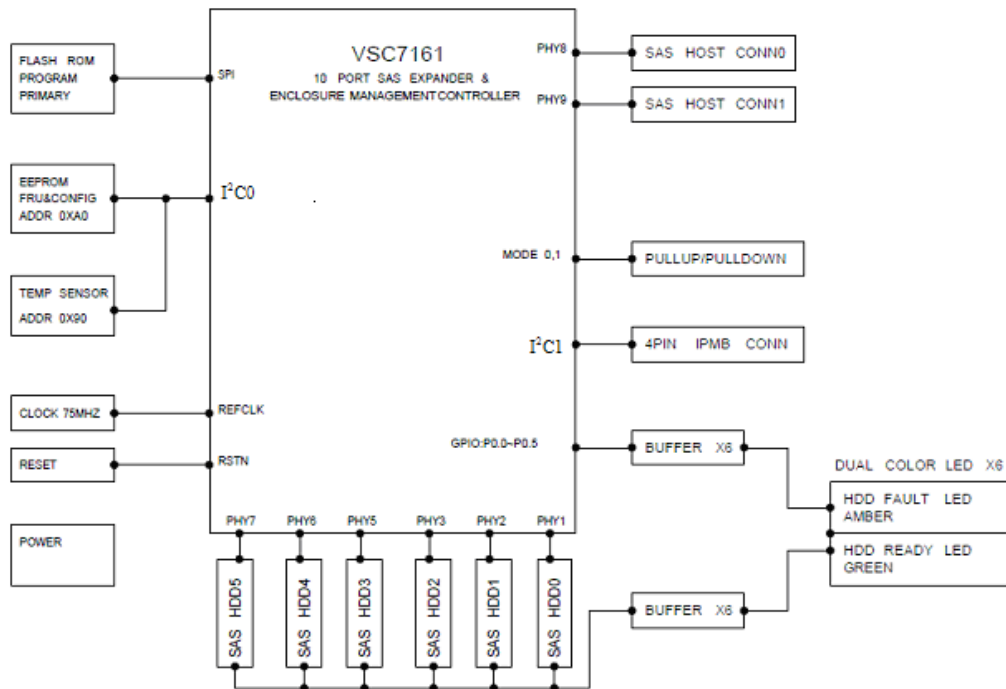 VSC7161
10 PORT SAS EXPANDER &
ENCLOSURE MANAGEMENT CONTROLLER
FLASH ROM
PROGRAM
PRIMARY
SPI
PHY8
SAS HOST CONN0
PHY9
SAS HOST CONN1
EEPROM
FRU&CONFIG
ADDR 0XA0
I²C0
TEMP SENSOR
ADDR 0X90
MODE 0,1
PULLUP/PULLDOWN
I²C1
4PIN IPMB CONN
CLOCK 75MHZ
REFCLK
RESET
RSTN
GPIO:P0.0~P0.5
BUFFER X6
DUAL COLOR LED X6
HDD FAULT LED
AMBER
HDD READY LED
GREEN
POWER
PHY7 PHY6 PHY5 PHY3 PHY2 PHY1
SAS HDD5
SAS HDD4
SAS HDD3
SAS HDD2
SAS HDD1
SAS HDD0
BUFFER X6